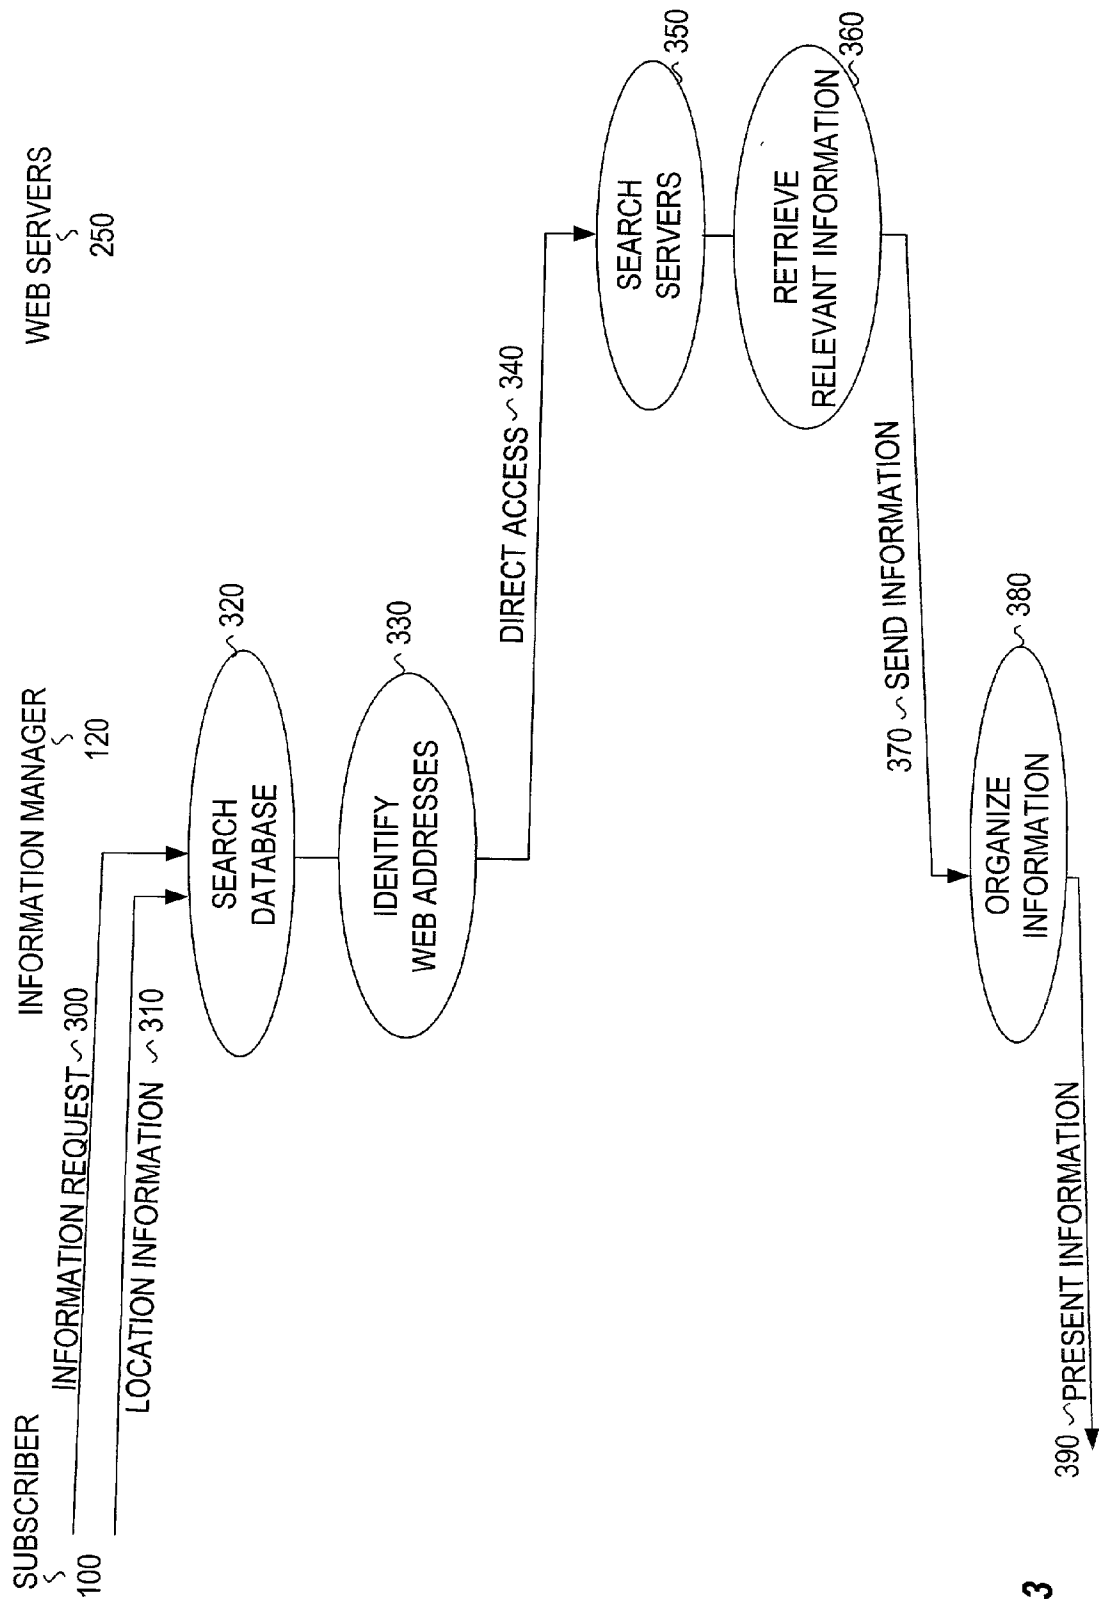 SUBSCRIBER
100
INFORMATION MANAGER
120
WEB SERVERS
250
INFORMATION REQUEST 300
LOCATION INFORMATION 310
SEARCH
DATABASE
320
IDENTIFY
WEB ADDRESSES
330
DIRECT ACCESS 340
SEARCH
SERVERS
350
RETRIEVE
RELEVANT INFORMATION
360
370 SEND INFORMATION
ORGANIZE
INFORMATION
380
390 PRESENT INFORMATION
3